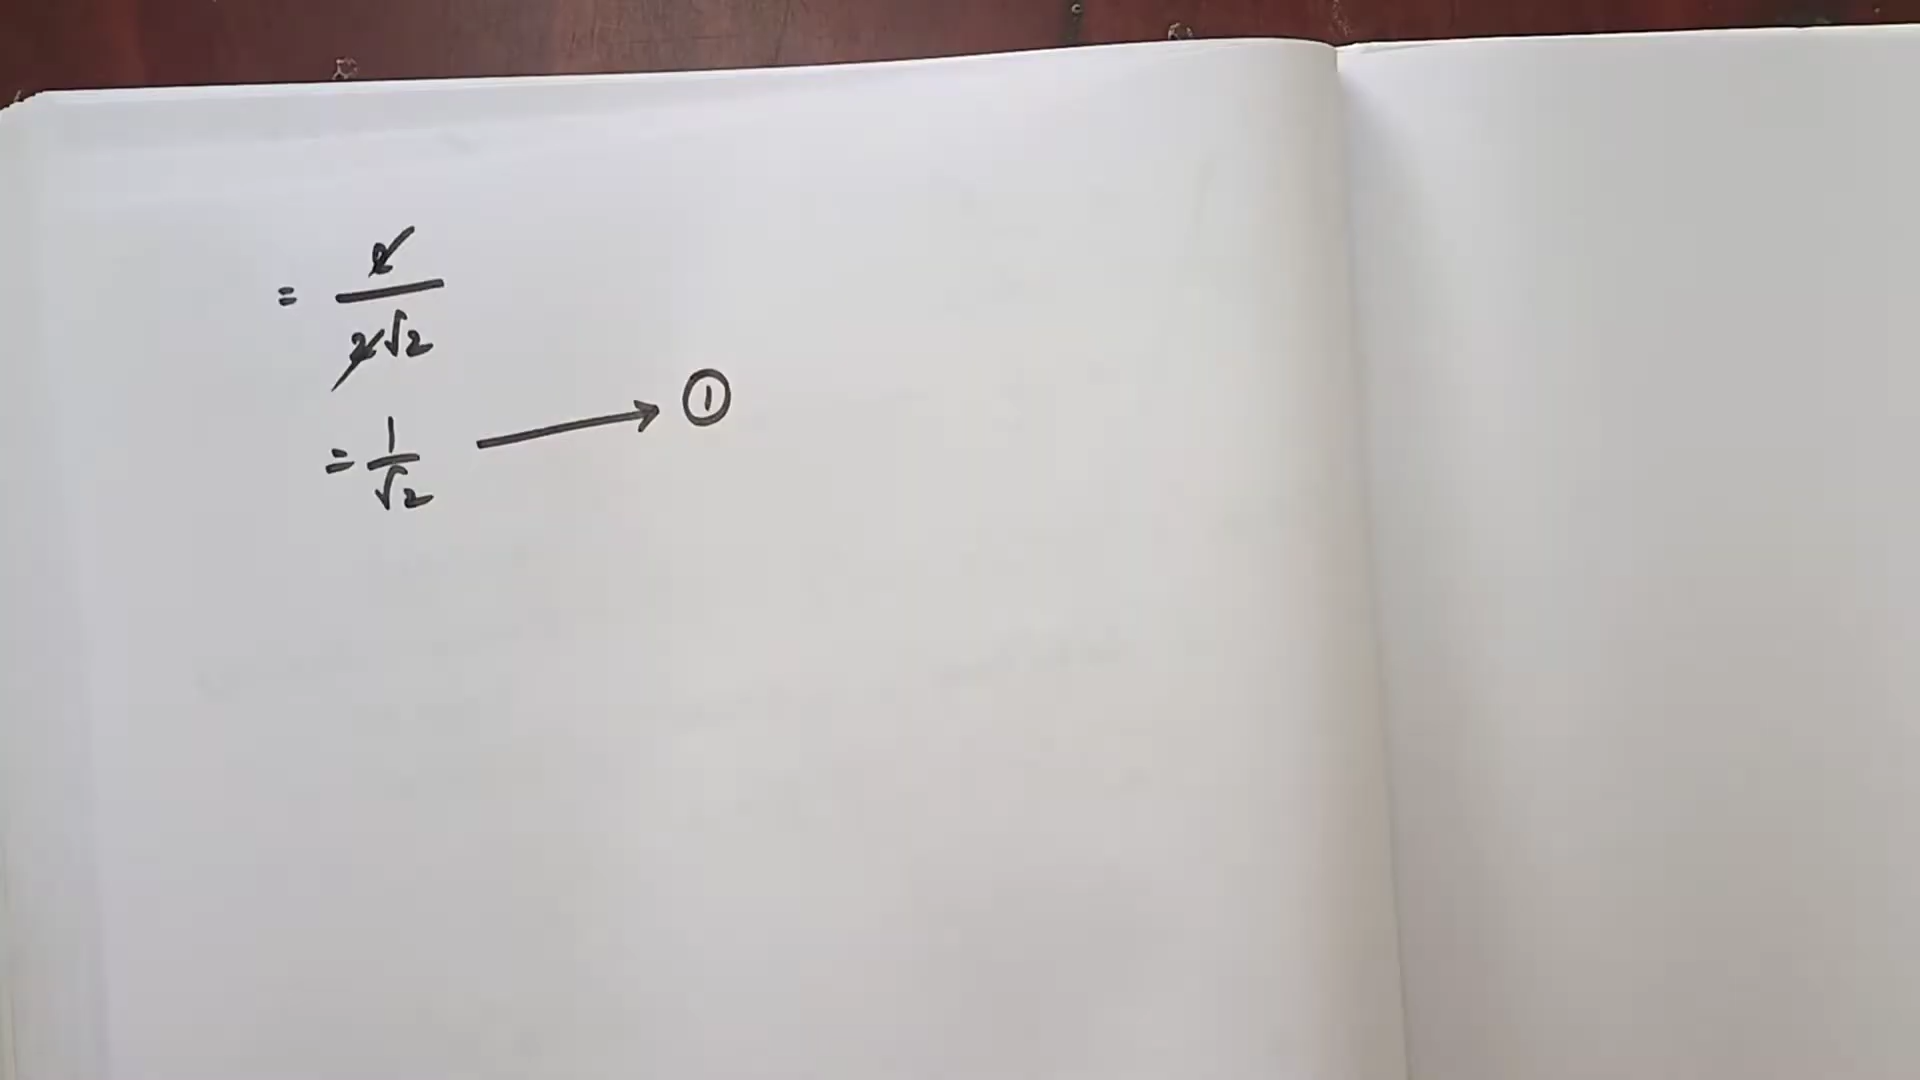 = 2/2√2
= 1/√2 ⟶ ①